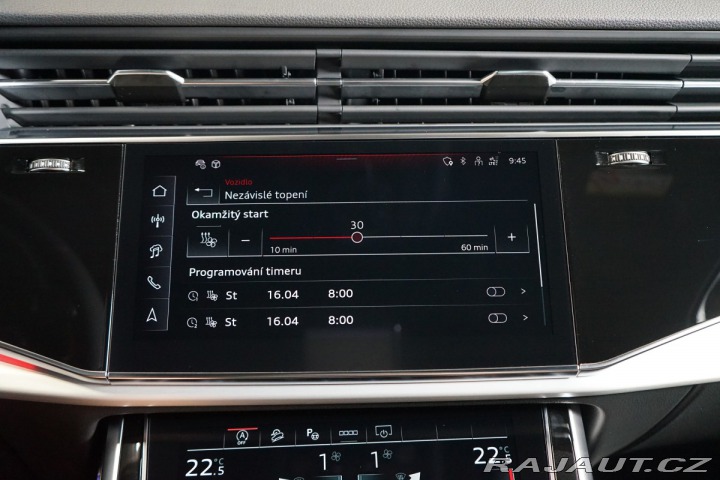 9:45
Vozidlo
Nezávislé topení
Okamžitý start
30
10 min
60 min
Programování timeru
St 16.04 8:00 >
St 16.04 8:00 >
A
OFF
P
22.5 °C
1
1
22.5 °C
RAJAUT.CZ